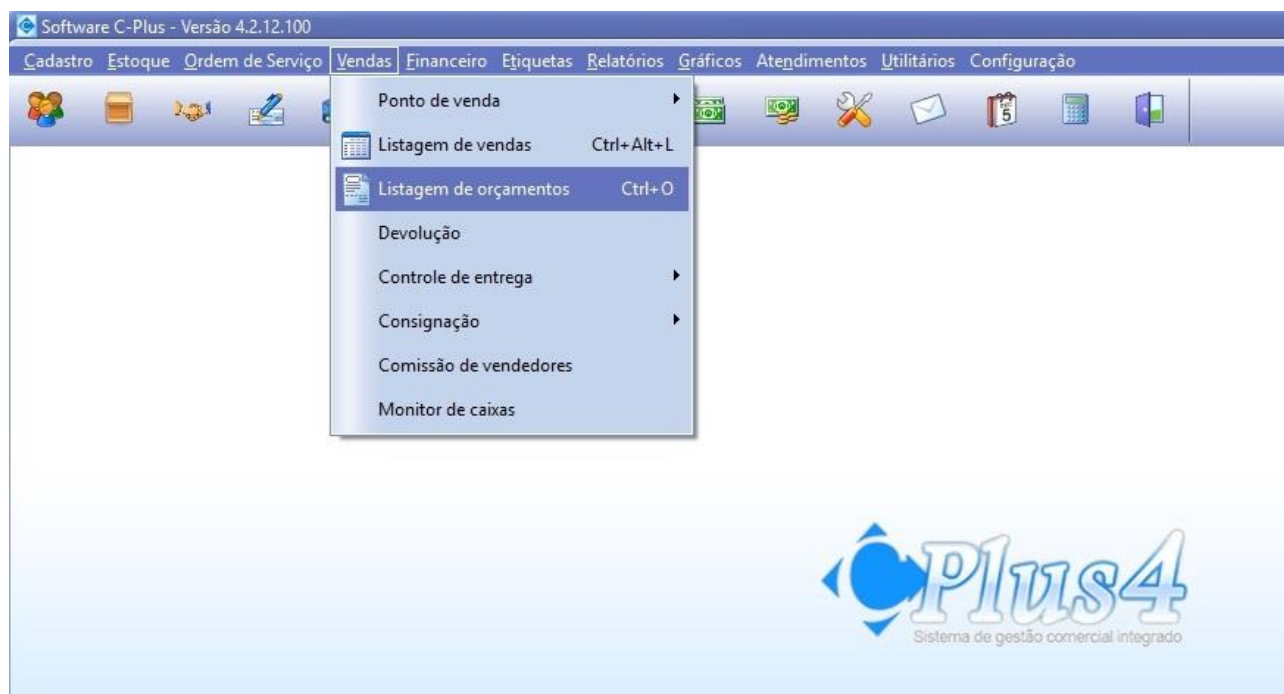 Software C-Plus - Versão 4.2.12.100
Cadastro Estoque Ordem de Serviço Vendas Financeiro Etiquetas Relatórios Gráficos Atendimentos Utilitários Configuração
5
Ponto de venda
Listagem de vendas Ctrl+Alt+L
Listagem de orçamentos Ctrl+O
Devolução
Controle de entrega
Consignação
Comissão de vendedores
Monitor de caixas
CPlus4
Sistema de gestão comercial integrado